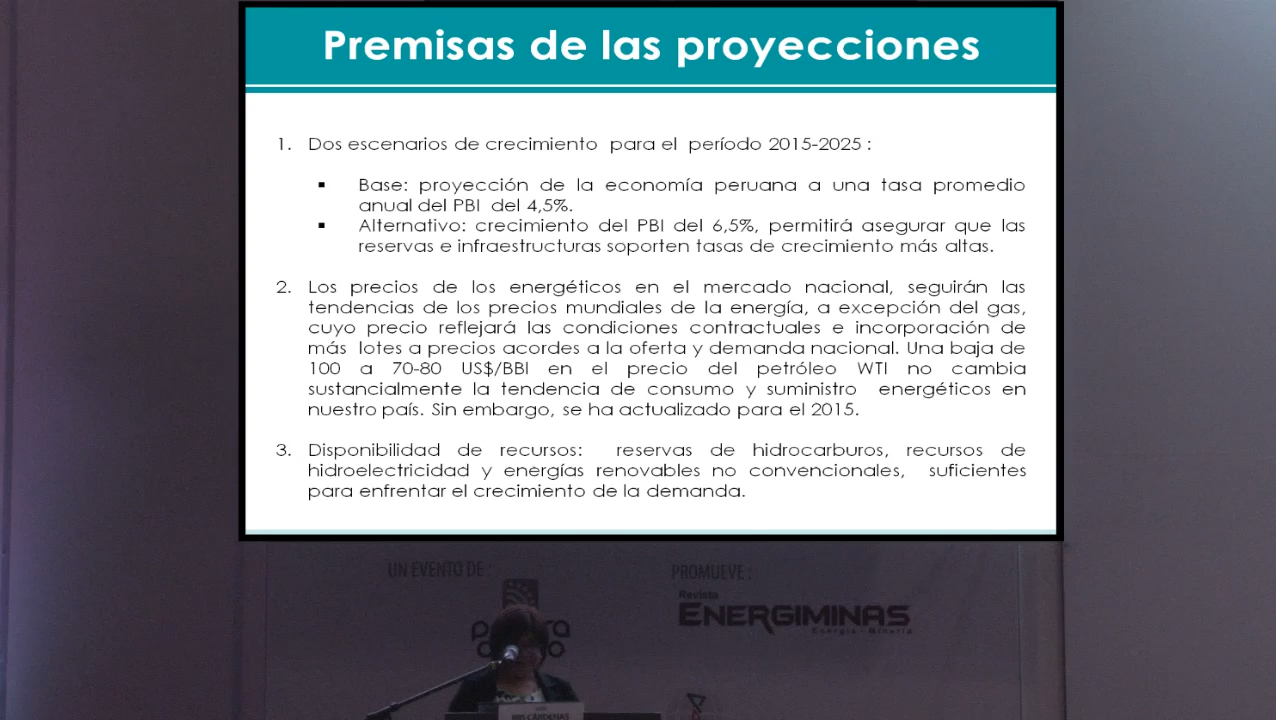 Premisas de las proyecciones
1. Dos escenarios de crecimiento para el período 2015-2025 :
▪ Base: proyección de la economía peruana a una tasa promedio
anual del PBI del 4,5%.
▪ Alternativo: crecimiento del PBI del 6,5%, permitirá asegurar que las
reservas e infraestructuras soporten tasas de crecimiento más altas.
2. Los precios de los energéticos en el mercado nacional, seguirán las
tendencias de los precios mundiales de la energía, a excepción del gas,
cuyo precio reflejará las condiciones contractuales e incorporación de
más lotes a precios acordes a la oferta y demanda nacional. Una baja de
100 a 70-80 US$/BBl en el precio del petróleo WTI no cambia
sustancialmente la tendencia de consumo y suministro energéticos en
nuestro país. Sin embargo, se ha actualizado para el 2015.
3. Disponibilidad de recursos: reservas de hidrocarburos, recursos de
hidroelectricidad y energías renovables no convencionales, suficientes
para enfrentar el crecimiento de la demanda.
UN EVENTO DE :
PROMUEVE :
Revista
ENERGIMINAS
Energía - Minería
CÁRDENAS